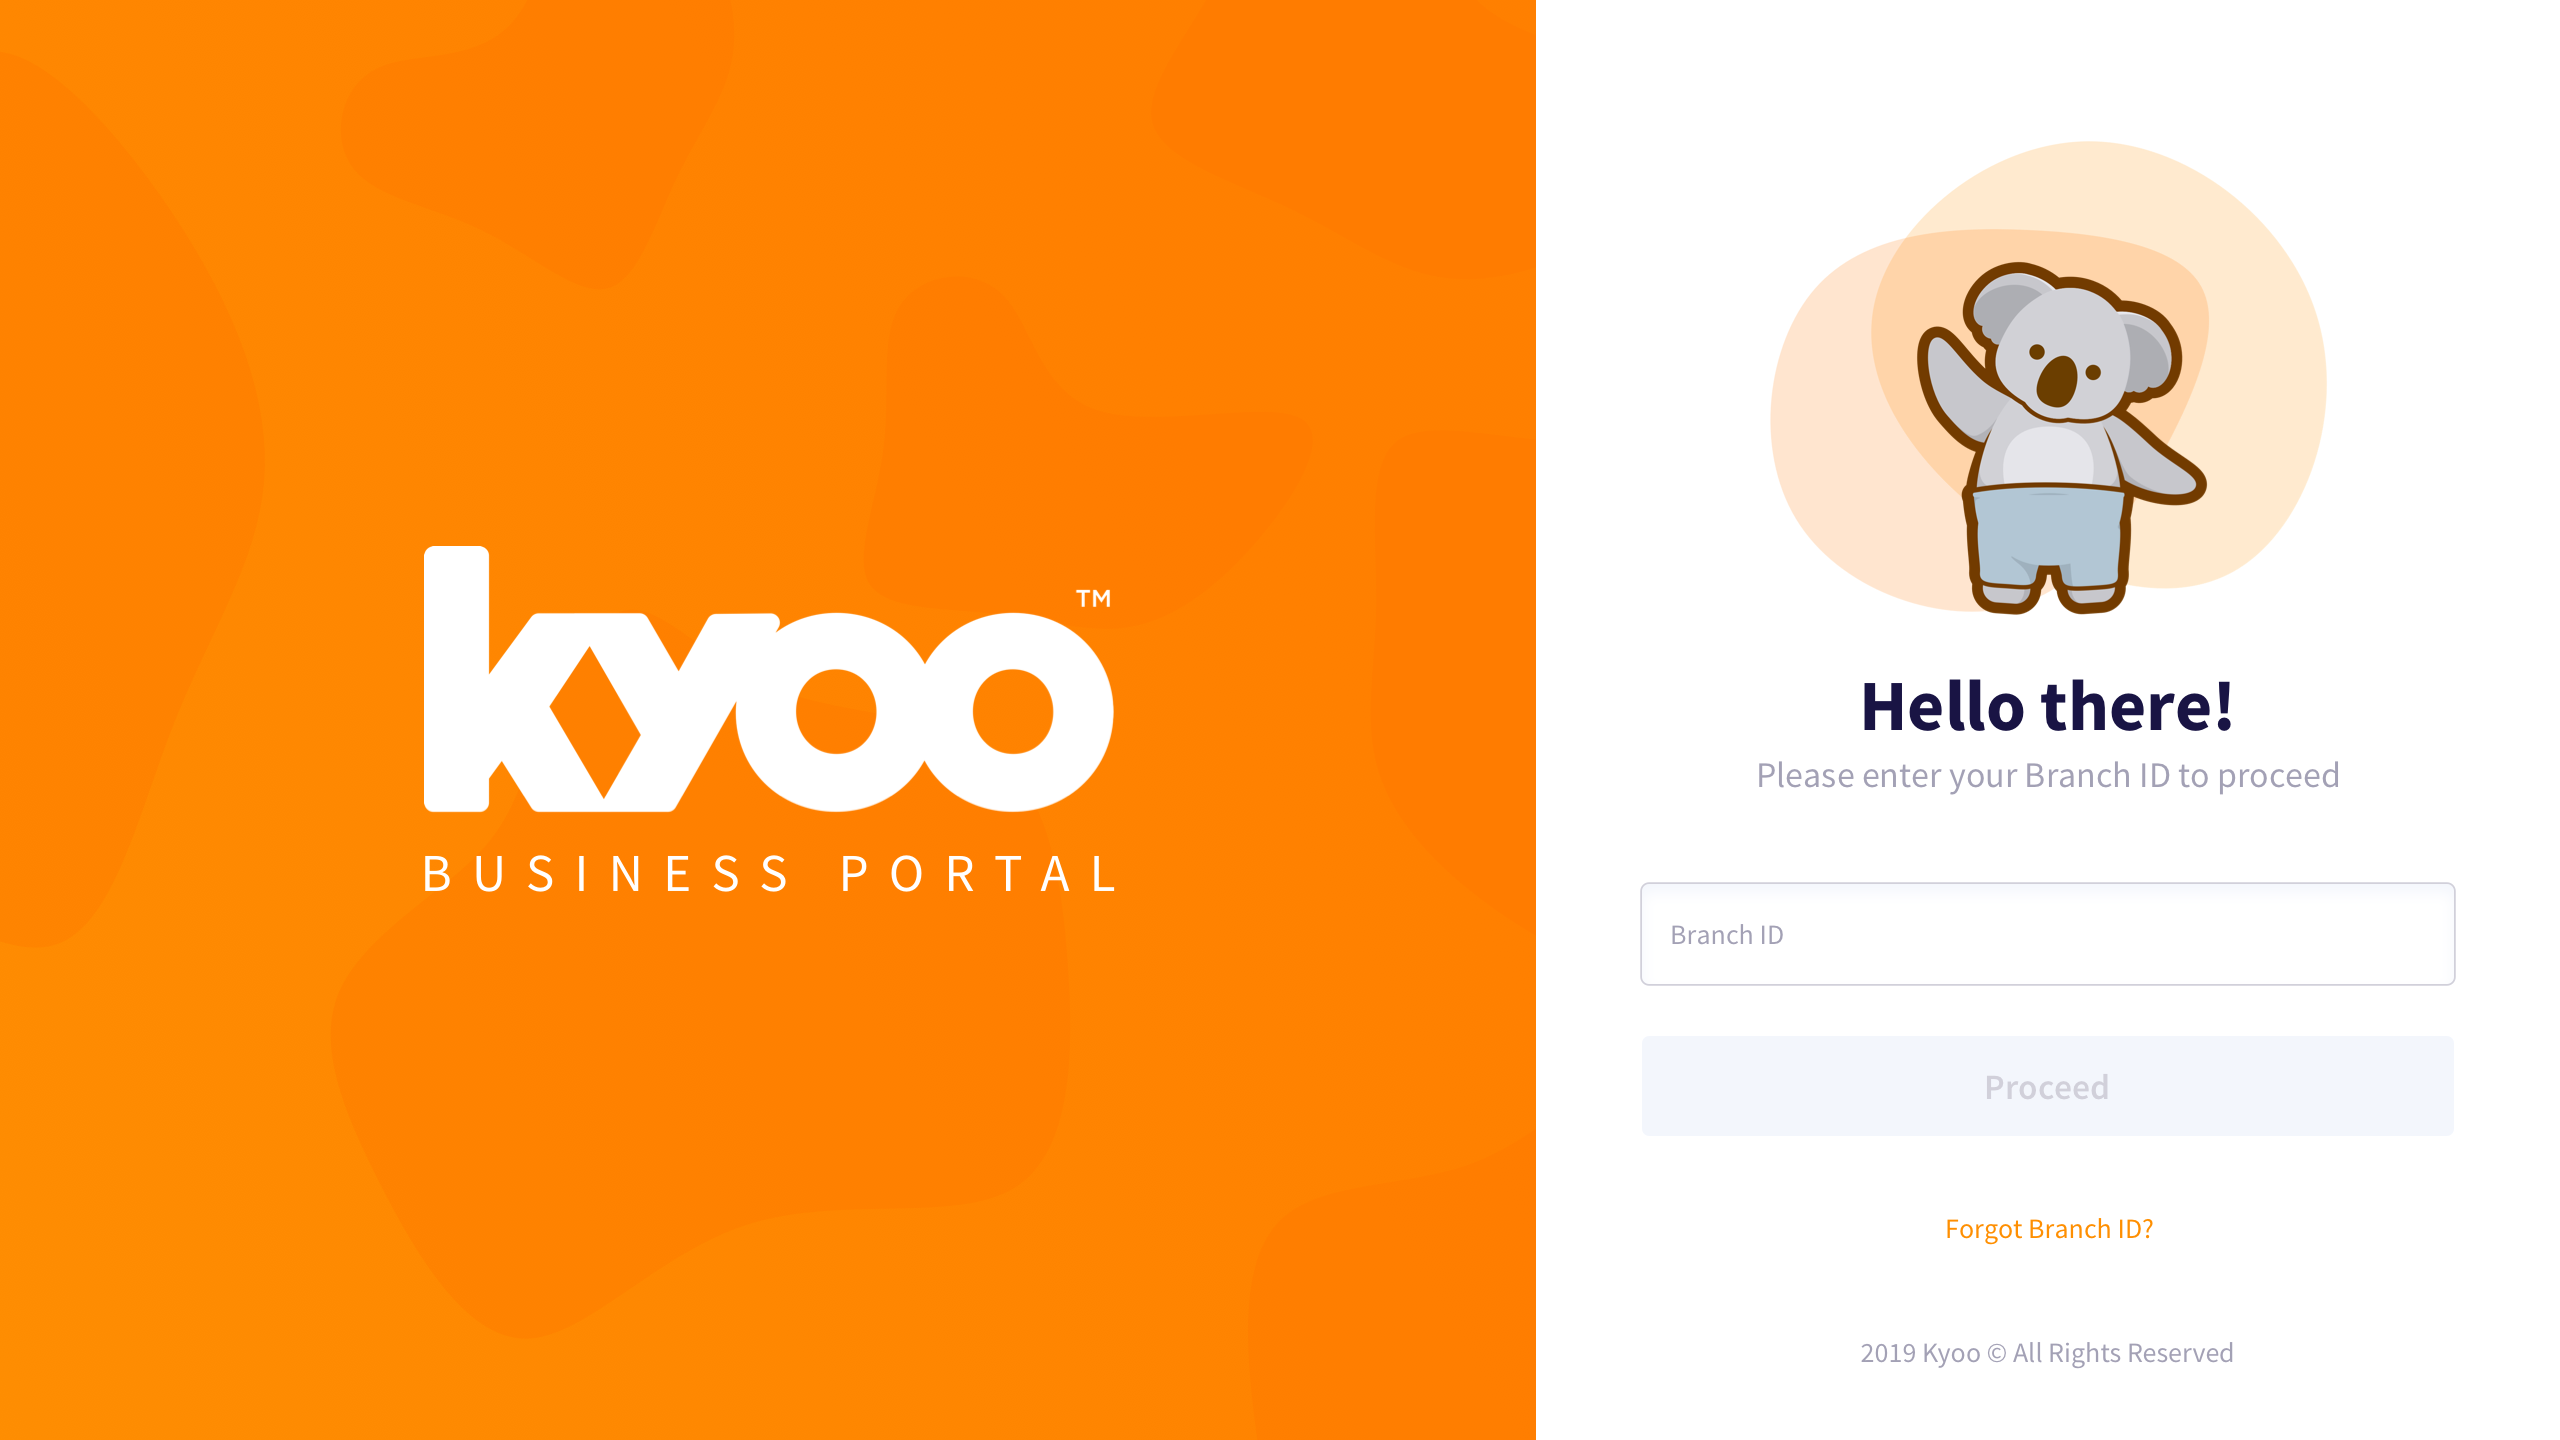 kyoo™
BUSINESS PORTAL
Hello there!
Please enter your Branch ID to proceed
Branch ID
Proceed
Forgot Branch ID?
2019 Kyoo © All Rights Reserved